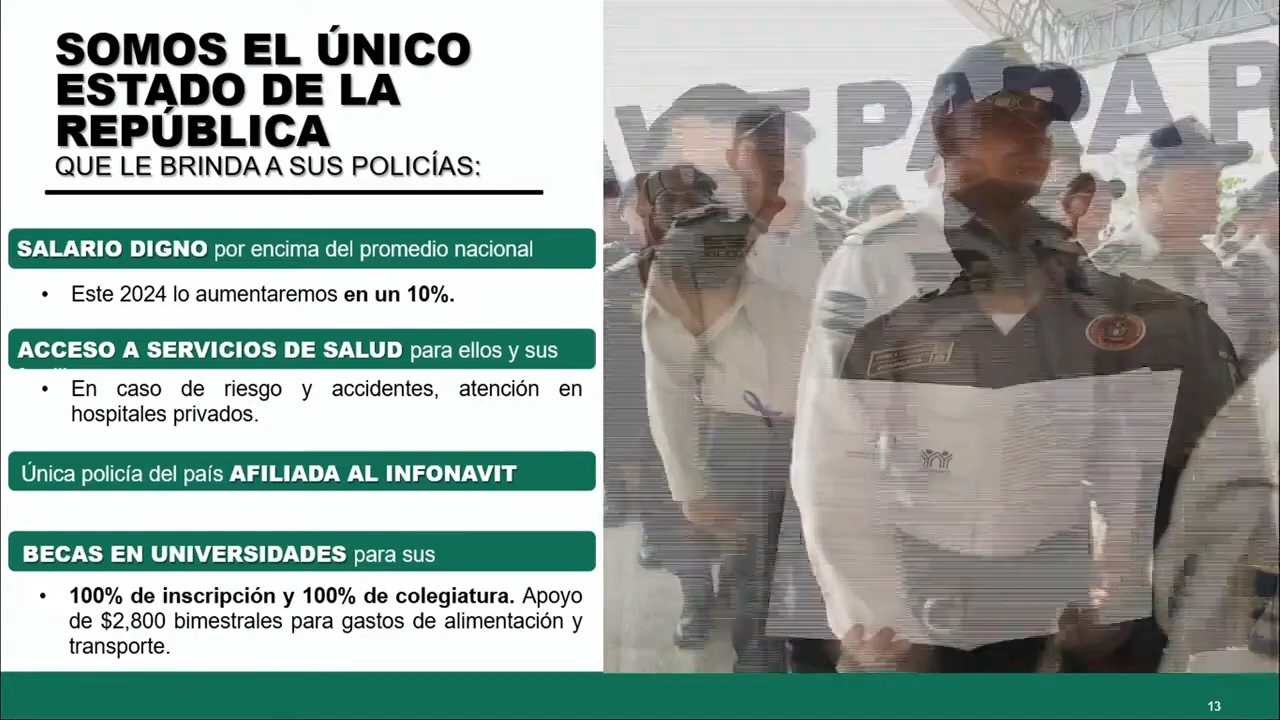 SOMOS EL ÚNICO
ESTADO DE LA
REPÚBLICA
QUE LE BRINDA A SUS POLICÍAS:
SALARIO DIGNO por encima del promedio nacional
• Este 2024 lo aumentaremos en un 10%.
ACCESO A SERVICIOS DE SALUD para ellos y sus
• En caso de riesgo y accidentes, atención en
hospitales privados.
Única policía del país AFILIADA AL INFONAVIT
BECAS EN UNIVERSIDADES para sus
• 100% de inscripción y 100% de colegiatura. Apoyo
de $2,800 bimestrales para gastos de alimentación y
transporte.
PARA
13